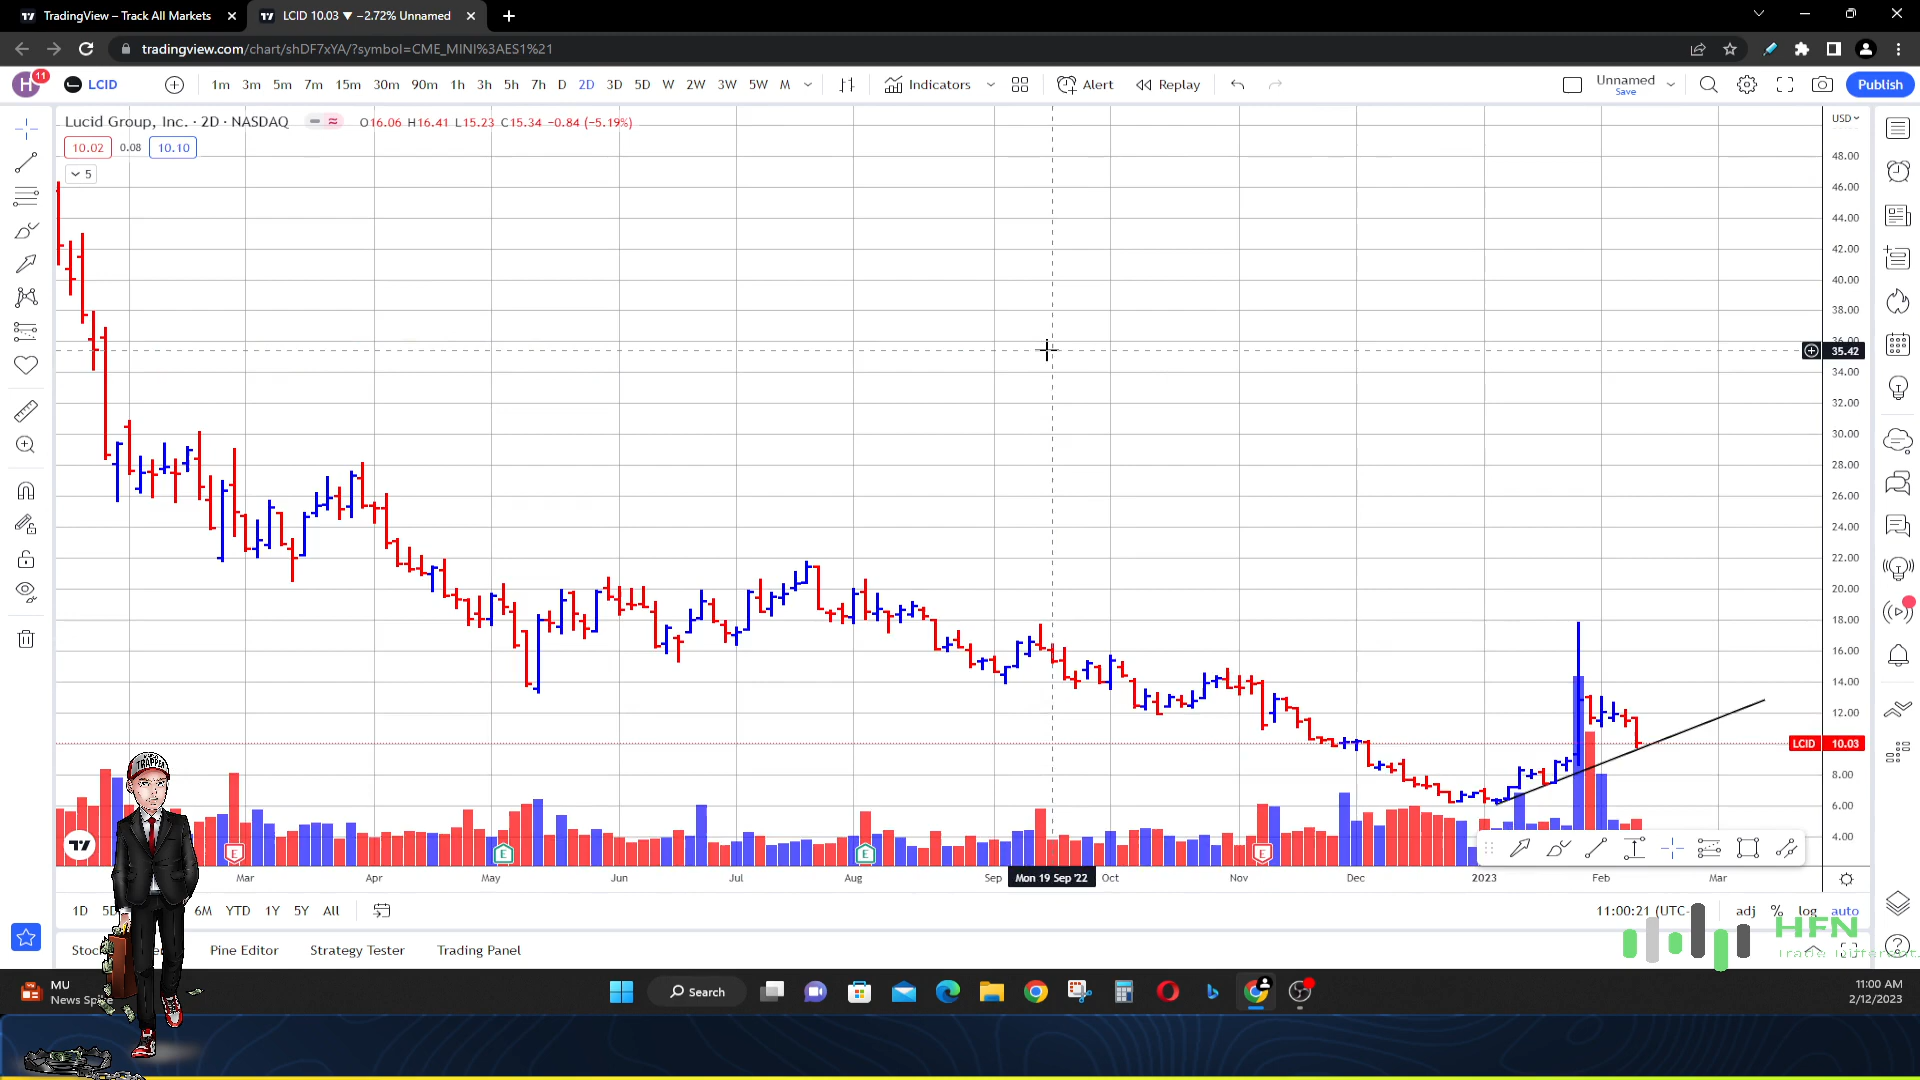 TradingView – Track All Markets
LCID 10.03 ▼ −2.72% Unnamed
tradingview.com/chart/shDF7xYA/?symbol=CME_MINI%3AES1%21
H 11 LCID 1m 3m 5m 7m 15m 30m 90m 1h 3h 5h 7h D 2D 3D 5D W 2W 3W 5W M Indicators Alert Replay Unnamed Save Publish
Lucid Group, Inc. · 2D · NASDAQ O16.06 H16.41 L15.23 C15.34 −0.84 (−5.19%)
USD
10.02 0.08 10.10
5
48.00
46.00
44.00
42.00
40.00
38.00
36.00
35.42
34.00
32.00
30.00
28.00
26.00
24.00
22.00
20.00
18.00
16.00
14.00
12.00
LCID 10.03
8.00
6.00
4.00
E E E E
Mar Apr May Jun Jul Aug Sep Mon 19 Sep '22 Oct Nov Dec 2023 Feb Mar
1D 6M YTD 1Y 5Y All 11:00:21 (UTC- adj % log auto
Pine Editor Strategy Tester Trading Panel
HFN
Trade Different.
TRAPPER
MU
Search
11:00 AM
2/12/2023